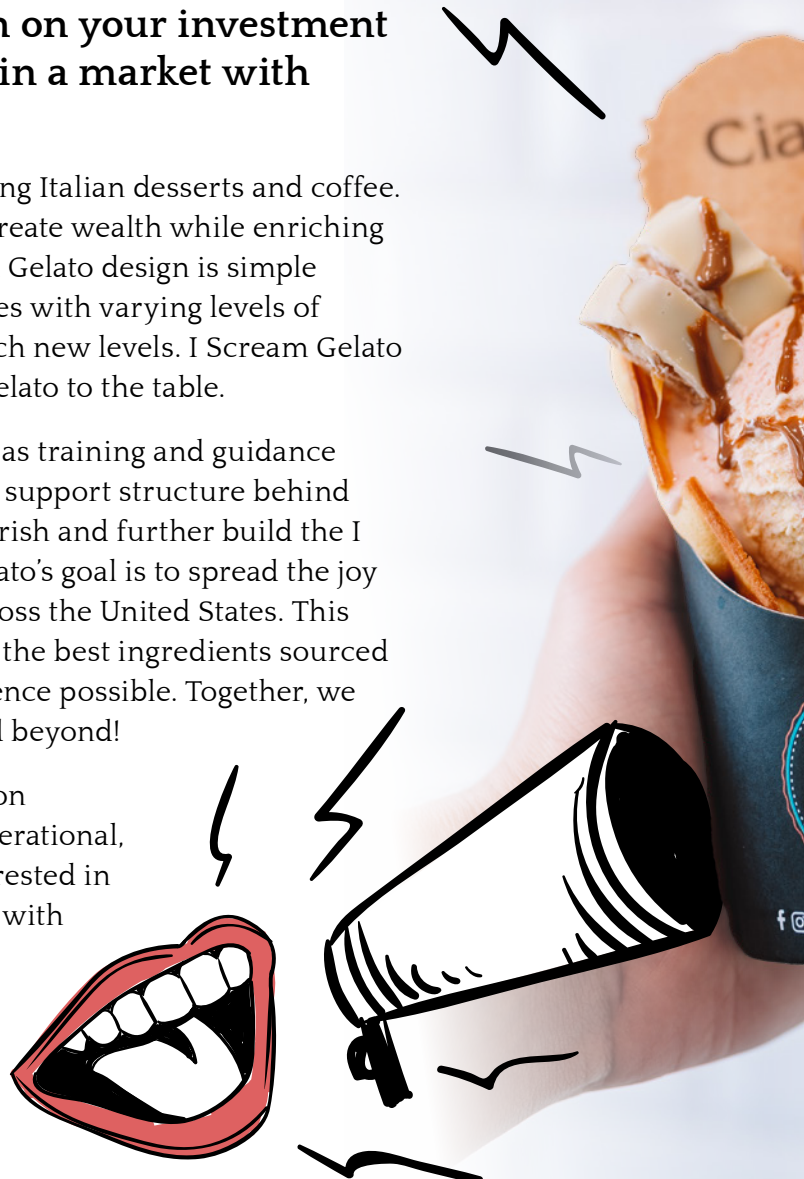 on your investment
in a market with
ng Italian desserts and coffee.
reate wealth while enriching
Gelato design is simple
es with varying levels of
ch new levels. I Scream Gelato
elato to the table.
as training and guidance
support structure behind
rish and further build the I
ato’s goal is to spread the joy
oss the United States. This
the best ingredients sourced
ence possible. Together, we
beyond!
on
erational,
rested in
with
Cia
f